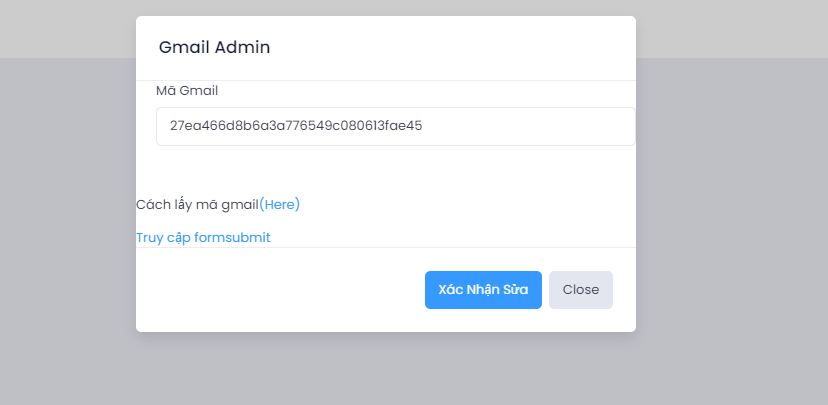 Gmail Admin
Mã Gmail
27ea466d8b6a3a776549c080613fae45
Cách lấy mã gmail(Here)
Truy cập formsubmit
Xác Nhận Sửa Close